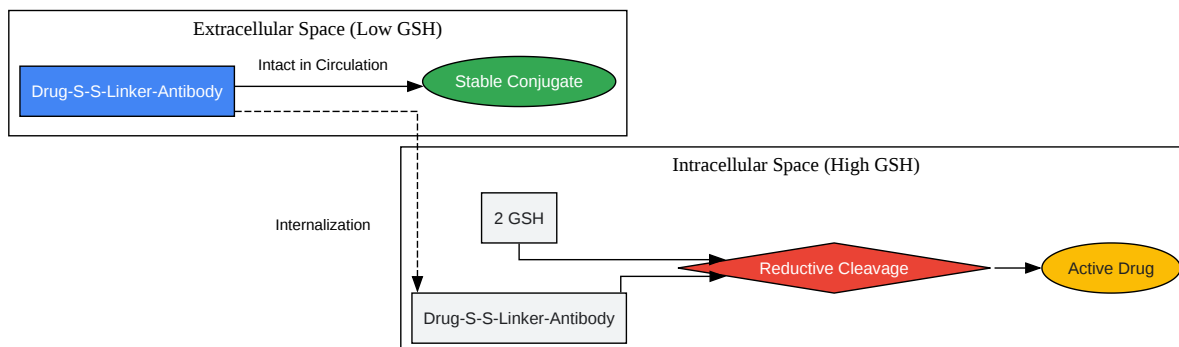 Extracellular Space (Low GSH)
Intact in Circulation
Drug-S-S-Linker-Antibody
Stable Conjugate
Intracellular Space (High GSH)
Internalization
2 GSH
Reductive Cleavage
Active Drug
Drug-S-S-Linker-Antibody